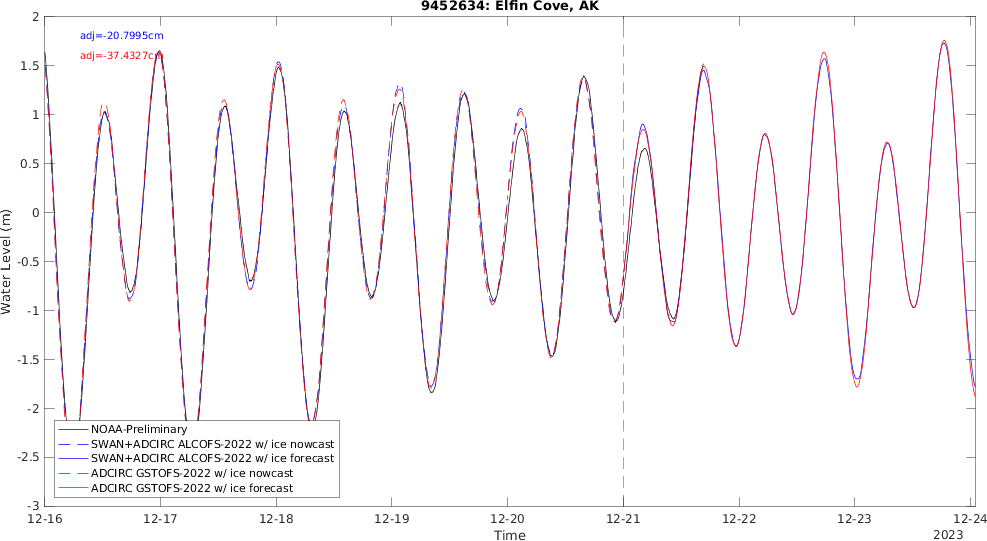 9452634: Elfin Cove, AK
adj=-20.7995cm
adj=-37.4327cm
Water Level (m)
2
1.5
1
0.5
0
-0.5
-1
-1.5
-2
-2.5
-3
NOAA-Preliminary
SWAN+ADCIRC ALCOFS-2022 w/ ice nowcast
SWAN+ADCIRC ALCOFS-2022 w/ ice forecast
ADCIRC GSTOFS-2022 w/ ice nowcast
ADCIRC GSTOFS-2022 w/ ice forecast
12-16 12-17 12-18 12-19 12-20 12-21 12-22 12-23 12-24
Time
2023